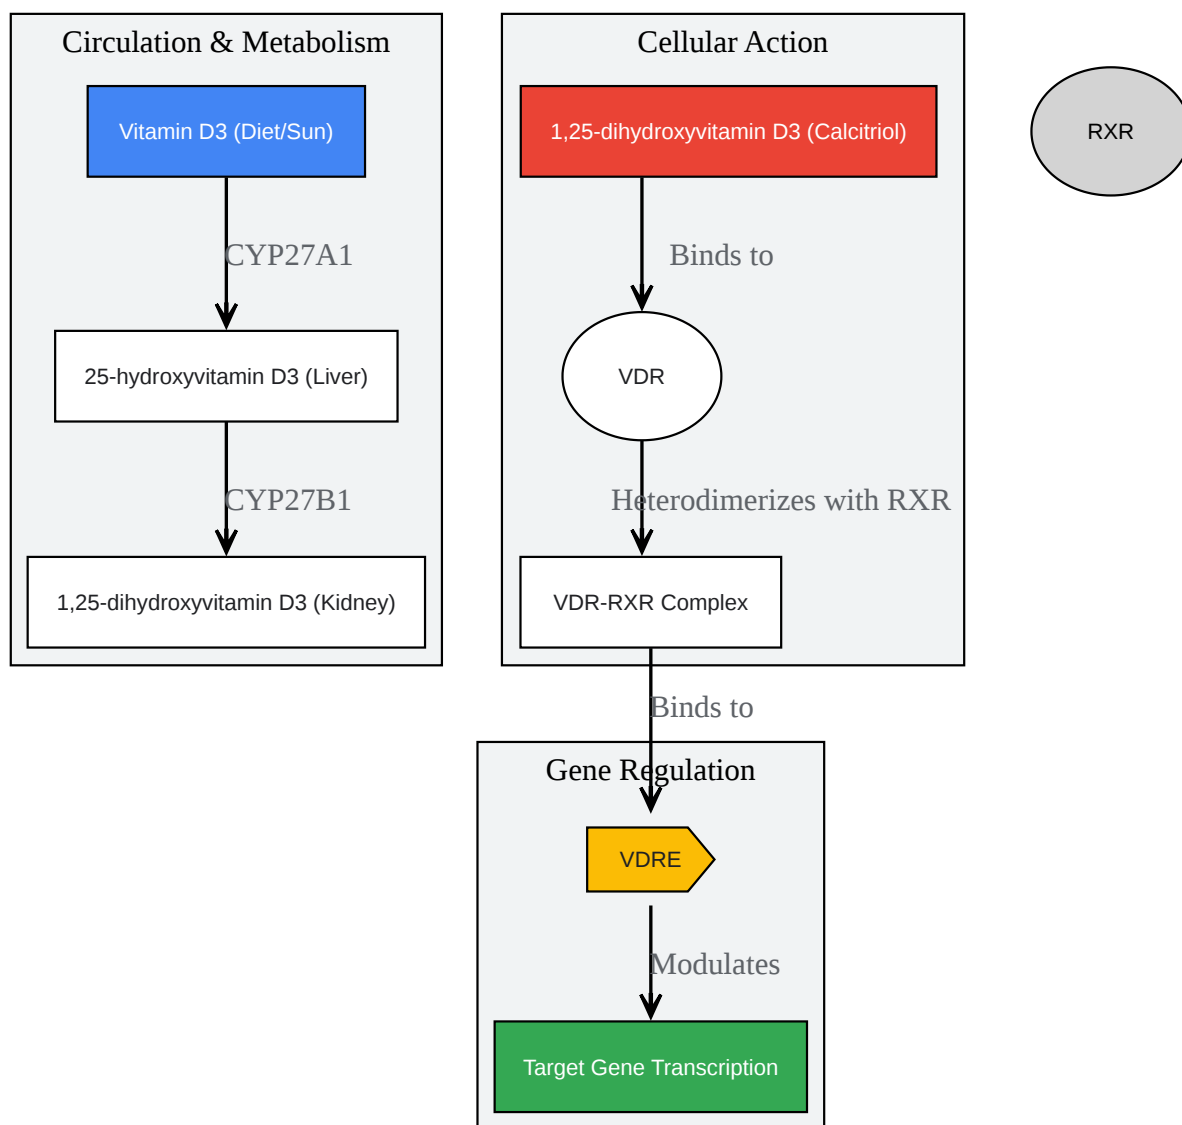 Circulation & Metabolism
Vitamin D3 (Diet/Sun)
CYP27A1
25-hydroxyvitamin D3 (Liver)
CYP27B1
1,25-dihydroxyvitamin D3 (Kidney)
Cellular Action
1,25-dihydroxyvitamin D3 (Calcitriol)
Binds to
VDR
Heterodimerizes with RXR
VDR-RXR Complex
RXR
Binds to
Gene Regulation
VDRE
Modulates
Target Gene Transcription